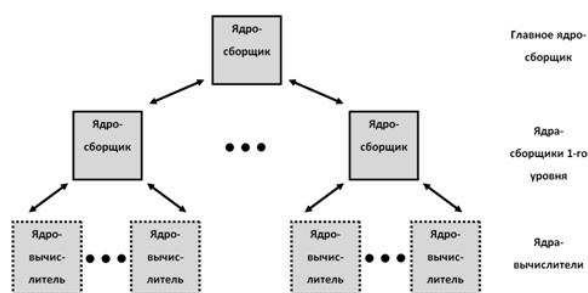 Ядро-
сборщик
Главное ядро-
сборщик
Ядро-
сборщик
Ядро-
сборщик
Ядра-
сборщики 1-го
уровня
Ядро-
вычис-
литель
Ядро-
вычис-
литель
Ядро-
вычис-
литель
Ядро-
вычис-
литель
Ядра-
вычислители